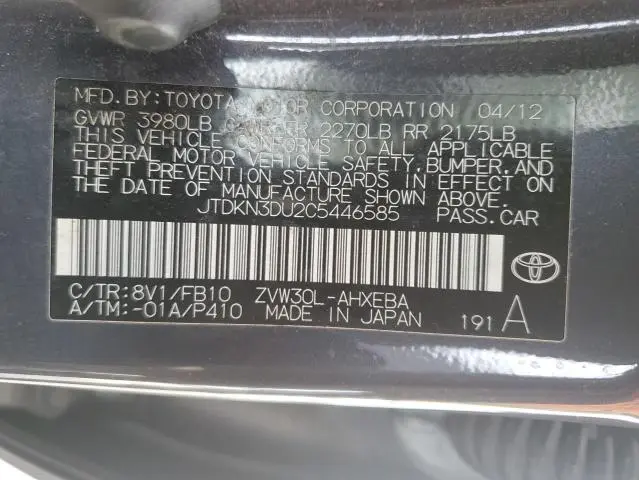 MFD. BY: TOYOTA MOTOR CORPORATION 04/12
GVWR 3980LB GAWR FR 2270LB RR 2175LB
THIS VEHICLE CONFORMS TO ALL APPLICABLE
FEDERAL MOTOR VEHICLE SAFETY, BUMPER, AND
THEFT PREVENTION STANDARDS IN EFFECT ON
THE DATE OF MANUFACTURE SHOWN ABOVE.
JTDKN3DU2C5446585 PASS.CAR
C/TR:8V1/FB10 ZVW30L-AHXEBA
A/TM:-01A/P410 MADE IN JAPAN 191 A